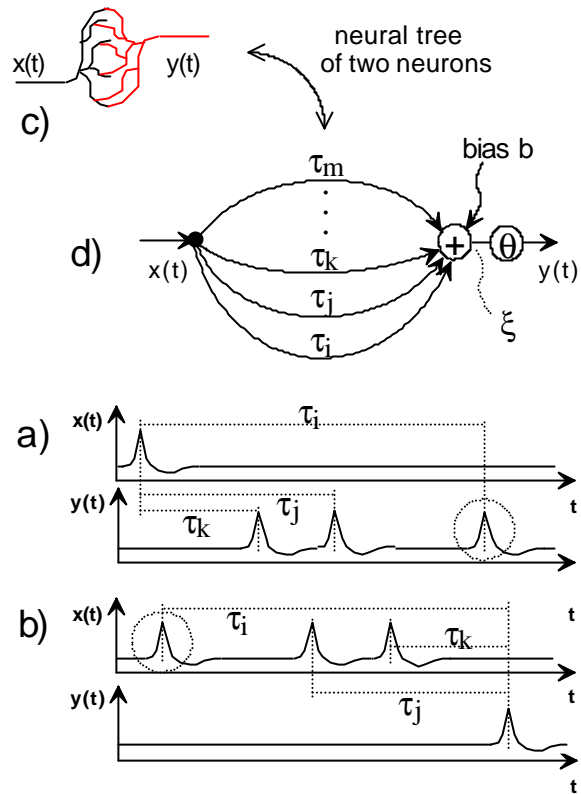 neural tree
of two neurons
x(t)
y(t)
c)
bias b
τm
d)
x(t)
τk
+
θ
y(t)
τj
ξ
τi
a)
x(t)
τi
y(t)
τj
τk
t
b)
x(t)
τi
τk
t
t
y(t)
τj
t